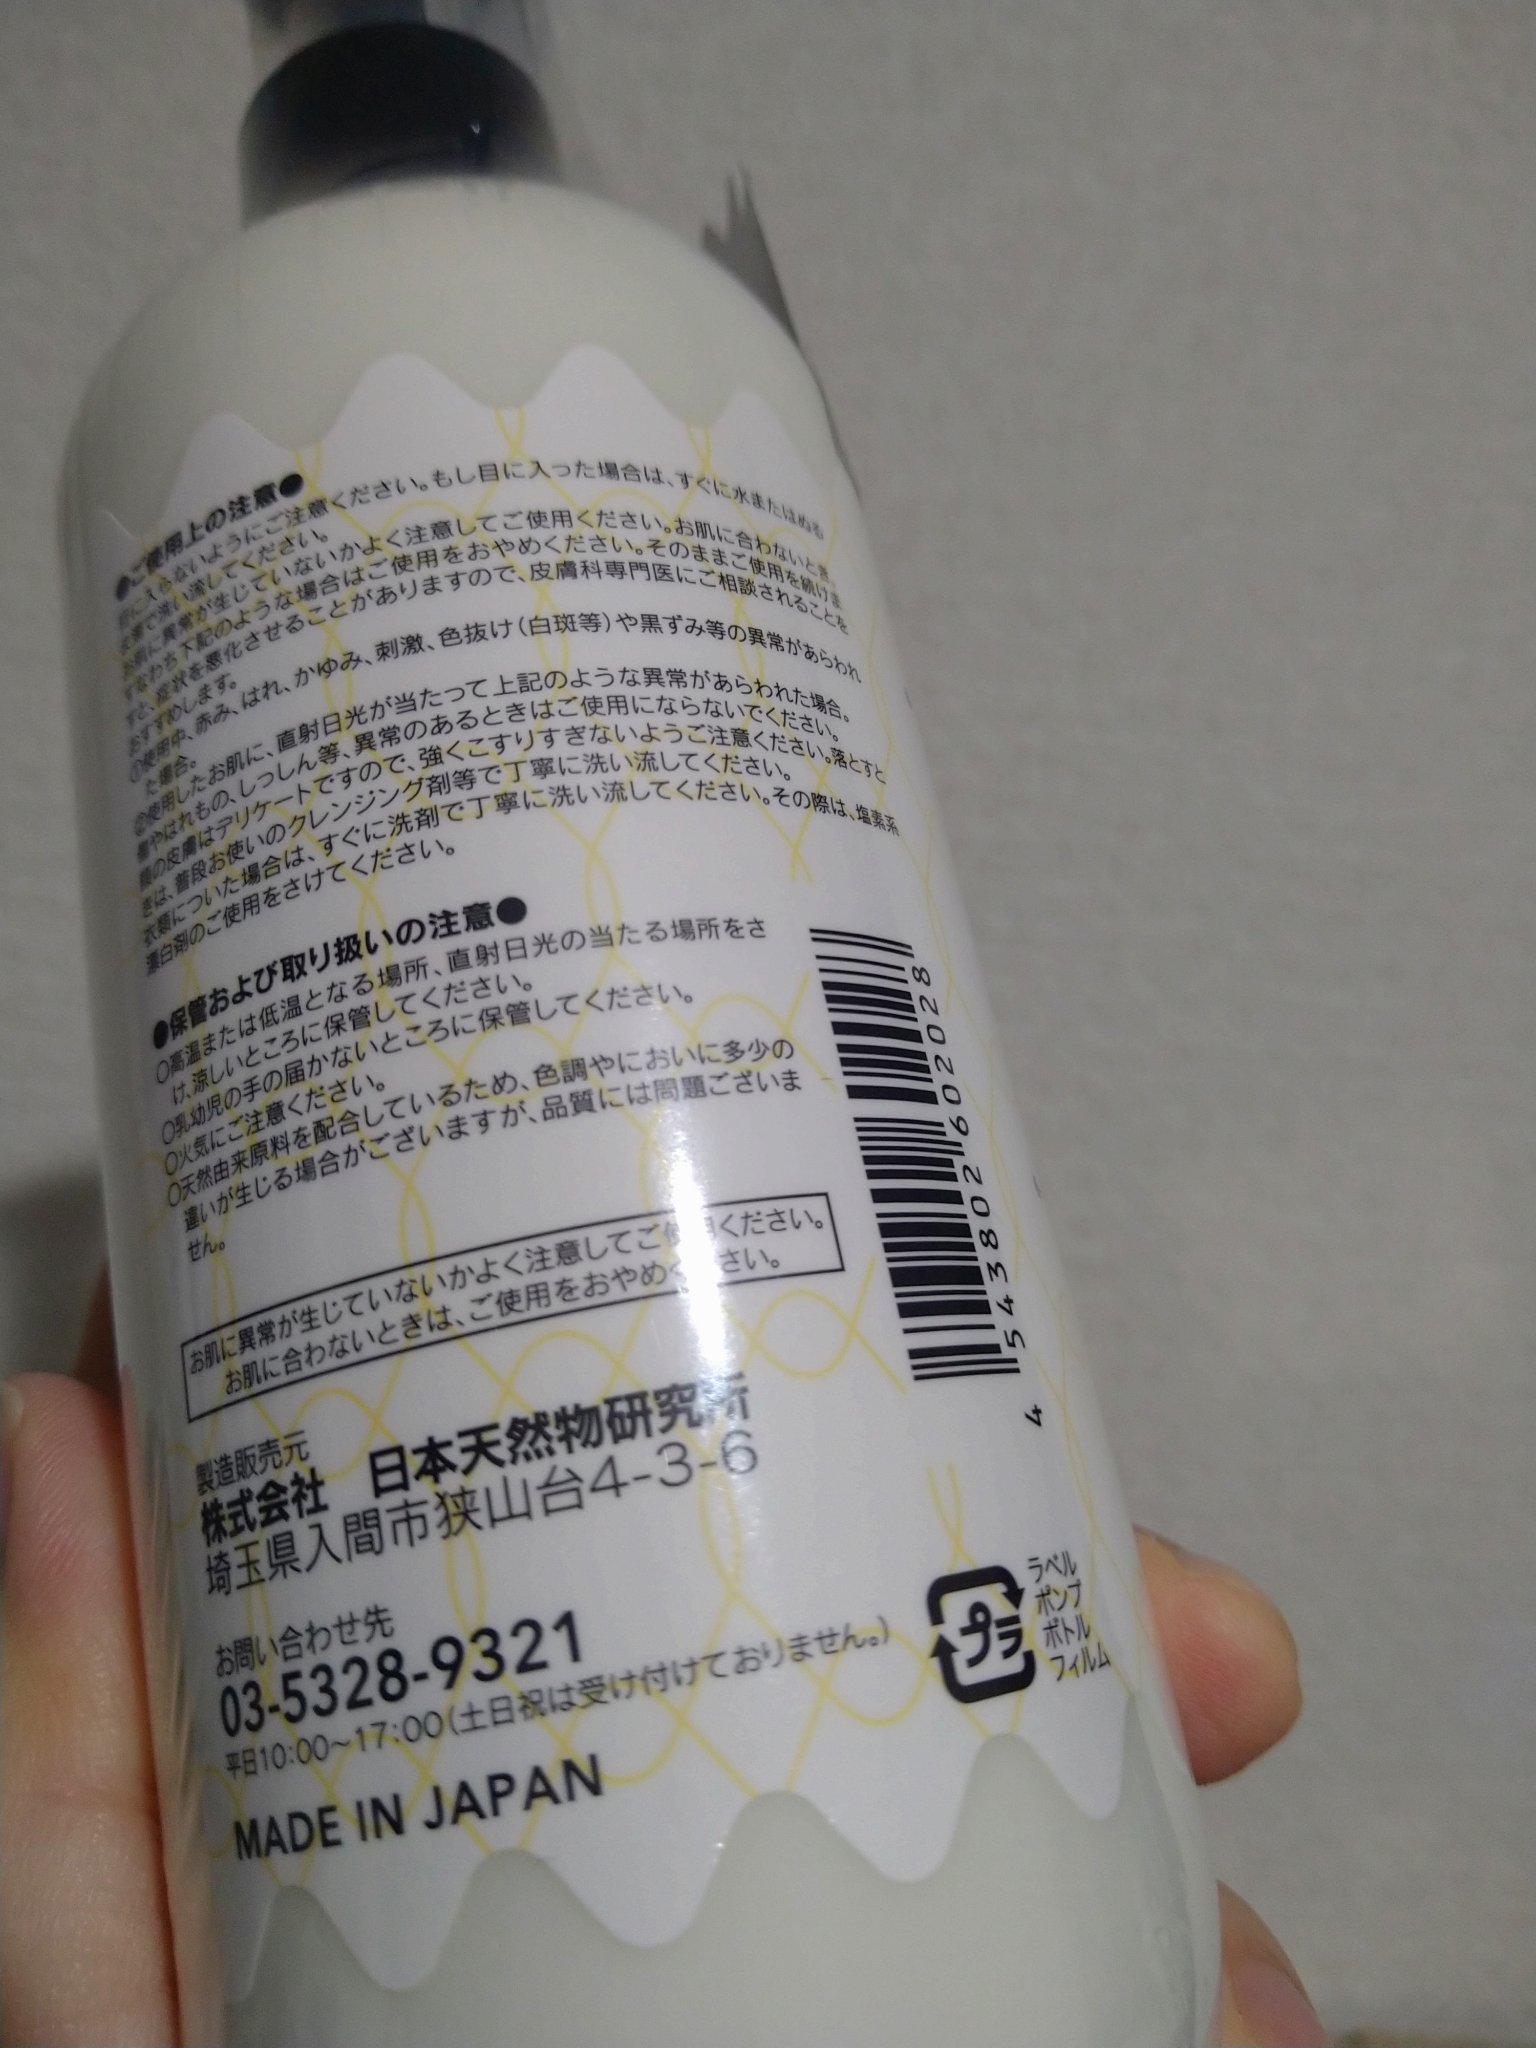 ●ご使用上の注意●
目に入らないようにご注意ください。もし目に入った場合は、すぐに水またはぬる
ま湯で洗い流してください。
お肌に異常が生じていないかよく注意してご使用ください。お肌に合わないとき、
すなわち下記のような場合はご使用をおやめください。そのままご使用を続けま
すと、症状を悪化させることがありますので、皮膚科専門医にご相談されることを
おすすめします。
①使用中、赤み、はれ、かゆみ、刺激、色抜け(白斑等)や黒ずみ等の異常があらわれ
た場合。
②使用したお肌に、直射日光が当たって上記のような異常があらわれた場合。
傷やはれもの、しっしん等、異常のあるときはご使用にならないでください。
顔の皮膚はデリケートですので、強くこすりすぎないようご注意ください。落とすと
きは、普段お使いのクレンジング剤等で丁寧に洗い流してください。
衣類についた場合は、すぐに洗剤で丁寧に洗い流してください。その際は、塩素系
漂白剤のご使用をさけてください。
●保管および取り扱いの注意●
○高温または低温となる場所、直射日光の当たる場所をさ
け、涼しいところに保管してください。
○乳幼児の手の届かないところに保管してください。
○火気にご注意ください。
○天然由来原料を配合しているため、色調やにおいに多少の
違いが生じる場合がございますが、品質には問題ございま
せん。
お肌に異常が生じていないかよく注意してご使用ください。
お肌に合わないときは、ご使用をおやめください。
製造販売元
株式会社 日本天然物研究所
埼玉県入間市狭山台4-3-6
お問い合わせ先
03-5328-9321
平日10:00～17:00(土日祝は受け付けておりません。)
MADE IN JAPAN
4 543802 602028
プラ
ラベル
ポンプ
ボトル
フィルム